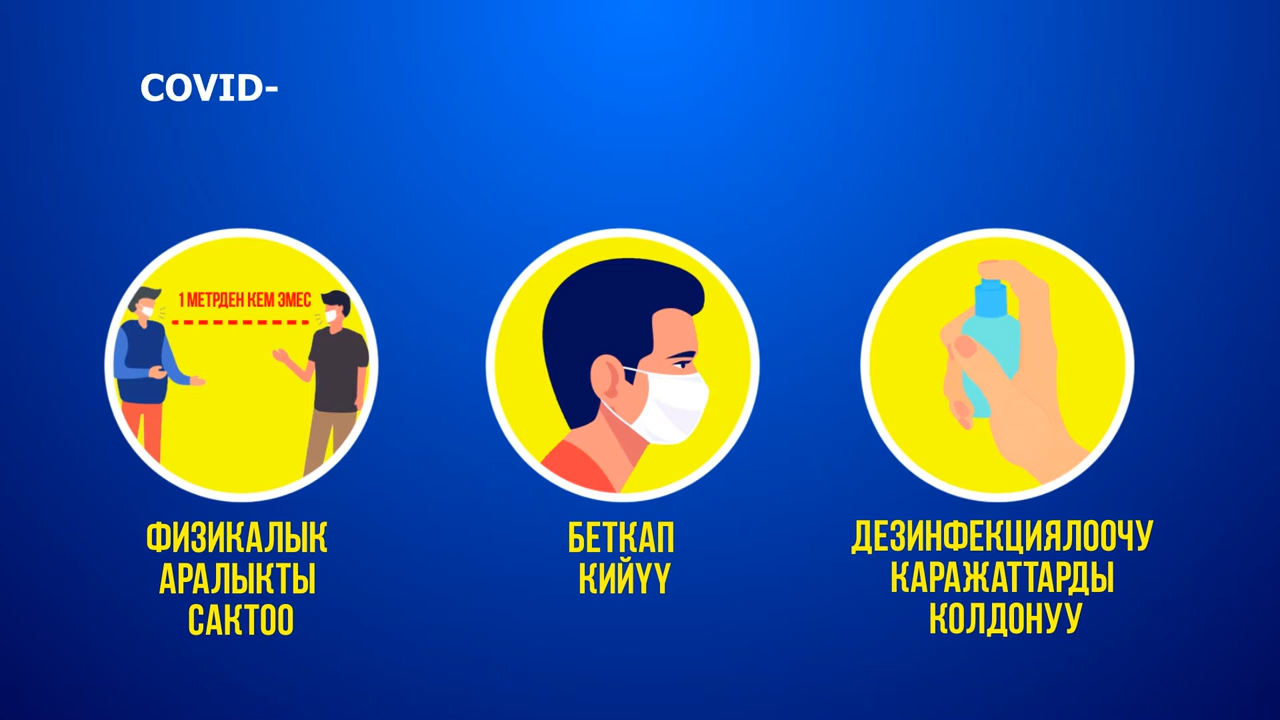 COVID-
1 МЕТРДЕН КЕМ ЭМЕС
ФИЗИКАЛЫК
АРАЛЫКТЫ
САКТОО
БЕТКАП
КИЙҮҮ
ДЕЗИНФЕКЦИЯЛООЧУ
КАРАЖАТТАРДЫ
КОЛДОНУУ